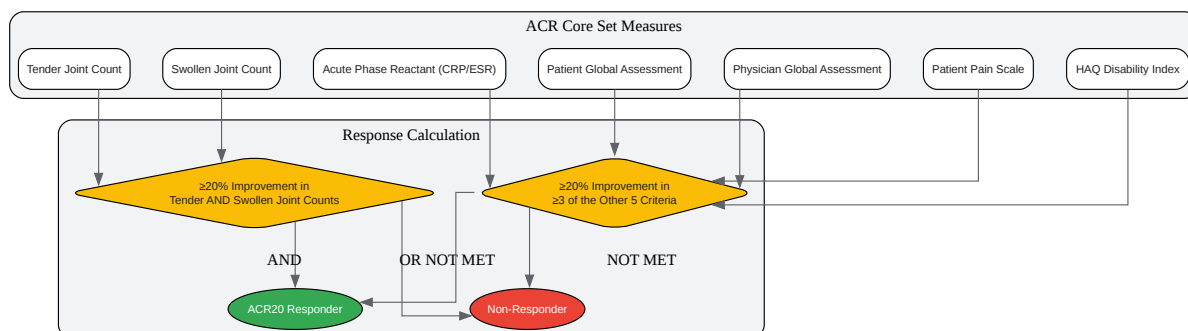 ACR Core Set Measures
Tender Joint Count
Swollen Joint Count
Acute Phase Reactant (CRP/ESR)
Patient Global Assessment
Physician Global Assessment
Patient Pain Scale
HAQ Disability Index
Response Calculation
≥20% Improvement in
Tender AND Swollen Joint Counts
≥20% Improvement in
≥3 of the Other 5 Criteria
AND
OR NOT MET
NOT MET
ACR20 Responder
Non-Responder